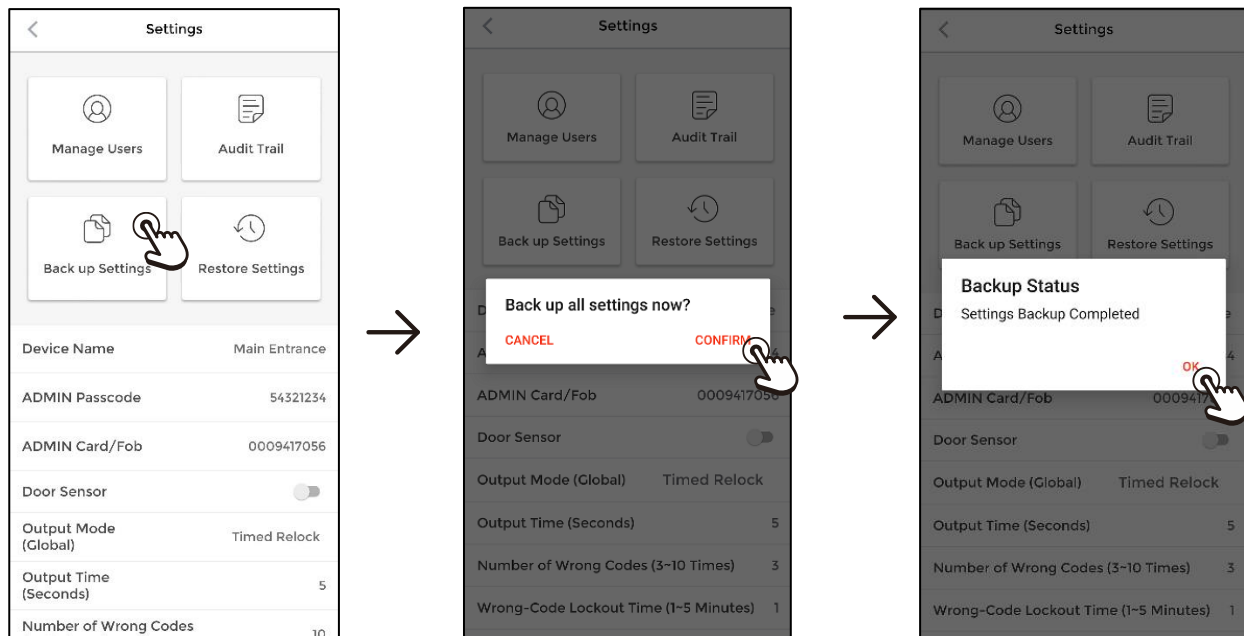 Settings
Manage Users
Audit Trail
Back up Settings
Restore Settings
Device Name
Main Entrance
ADMIN Passcode
54321234
ADMIN Card/Fob
0009417056
Door Sensor
Output Mode
(Global)
Timed Relock
Output Time
(Seconds)
5
Number of Wrong Codes
10
Settings
Manage Users
Audit Trail
Back up Settings
Restore Settings
Back up all settings now?
CANCEL
CONFIRM
ADMIN Card/Fob
0009417056
Door Sensor
Output Mode (Global)
Timed Relock
Output Time (Seconds)
5
Number of Wrong Codes (3~10 Times)
3
Wrong-Code Lockout Time (1~5 Minutes)
1
Settings
Manage Users
Audit Trail
Back up Settings
Restore Settings
Backup Status
Settings Backup Completed
OK
ADMIN Card/Fob
Door Sensor
Output Mode (Global)
Timed Relock
Output Time (Seconds)
5
Number of Wrong Codes (3~10 Times)
3
Wrong-Code Lockout Time (1~5 Minutes)
1